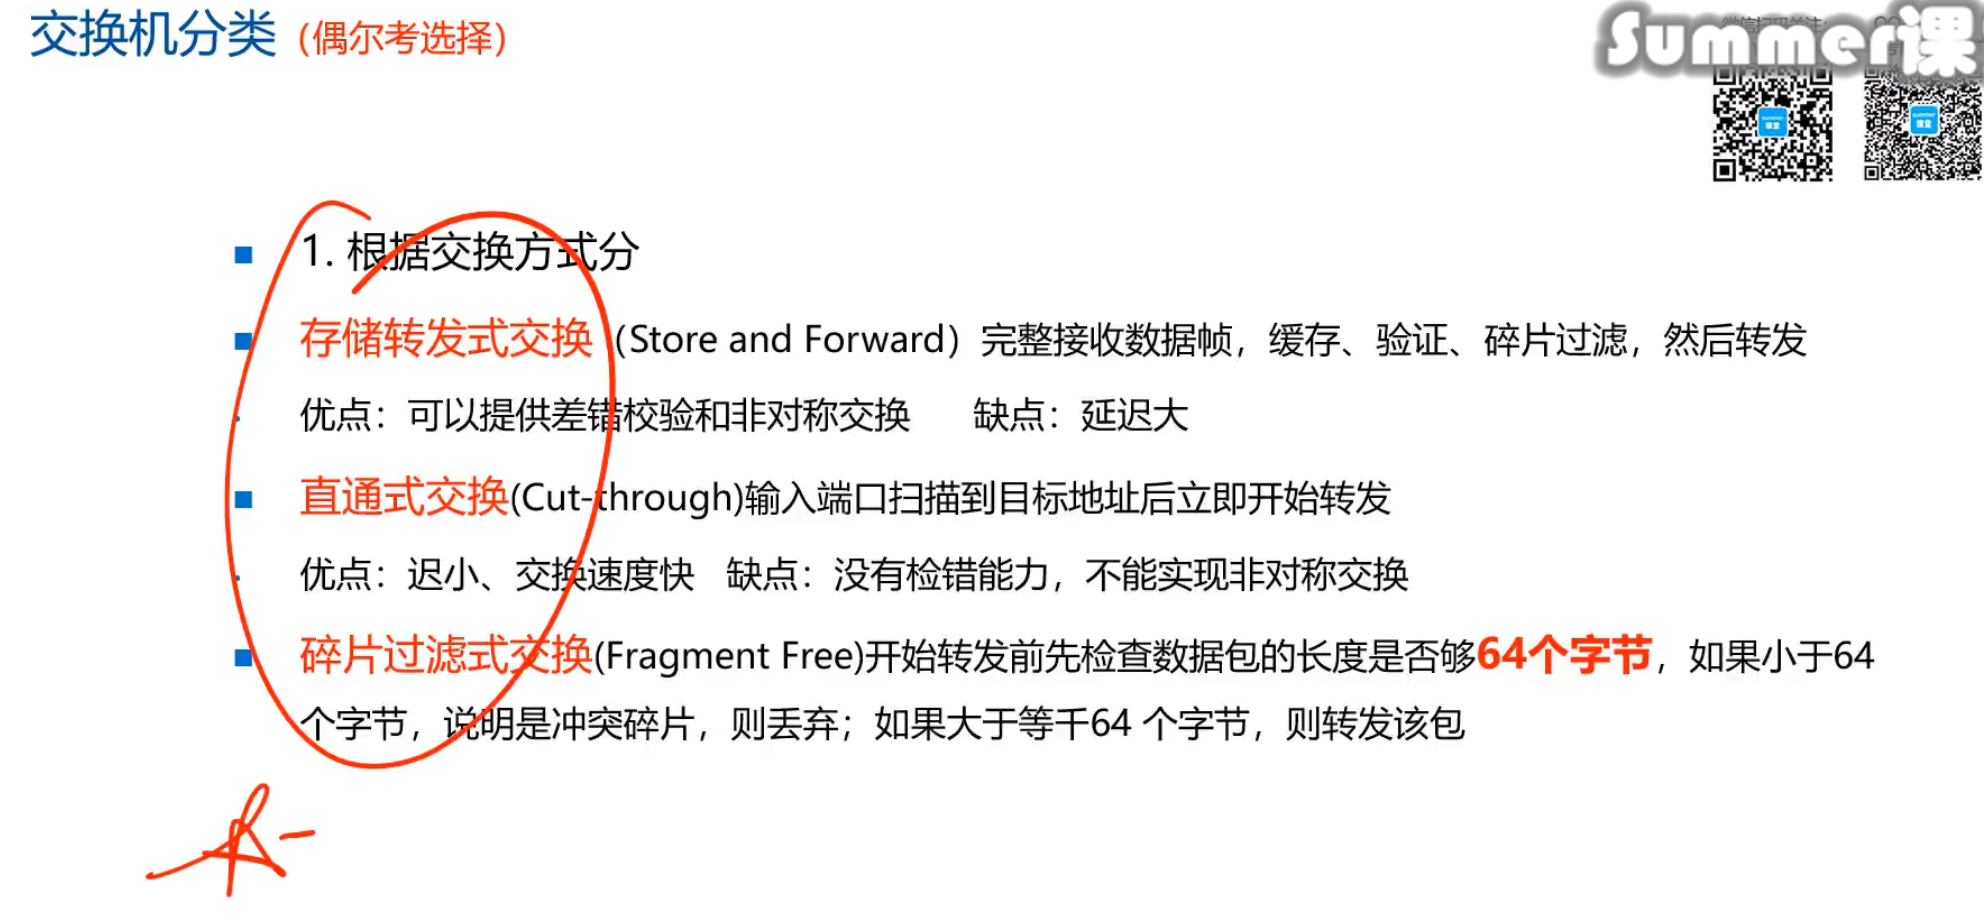 交换机分类（偶尔考选择）
Summer课
1. 根据交换方式分
存储转发式交换（Store and Forward）完整接收数据帧，缓存、验证、碎片过滤，然后转发
优点：可以提供差错校验和非对称交换 缺点：延迟大
直通式交换(Cut-through)输入端口扫描到目标地址后立即开始转发
优点：迟小、交换速度快 缺点：没有检错能力，不能实现非对称交换
碎片过滤式交换(Fragment Free)开始转发前先检查数据包的长度是否够64个字节，如果小于64
个字节，说明是冲突碎片，则丢弃；如果大于等千64 个字节，则转发该包